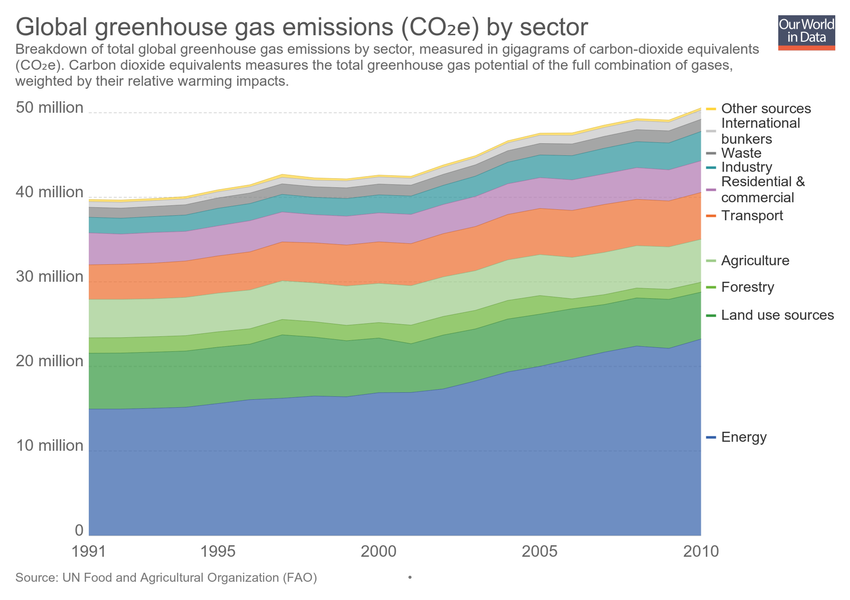 Global greenhouse gas emissions (CO₂e) by sector
Our World
in Data
Breakdown of total global greenhouse gas emissions by sector, measured in gigagrams of carbon-dioxide equivalents
(CO₂e). Carbon dioxide equivalents measures the total greenhouse gas potential of the full combination of gases,
weighted by their relative warming impacts.
50 million
40 million
30 million
20 million
10 million
0
Other sources
International
bunkers
Waste
Industry
Residential &
commercial
Transport
Agriculture
Forestry
Land use sources
Energy
1991
1995
2000
2005
2010
Source: UN Food and Agricultural Organization (FAO)